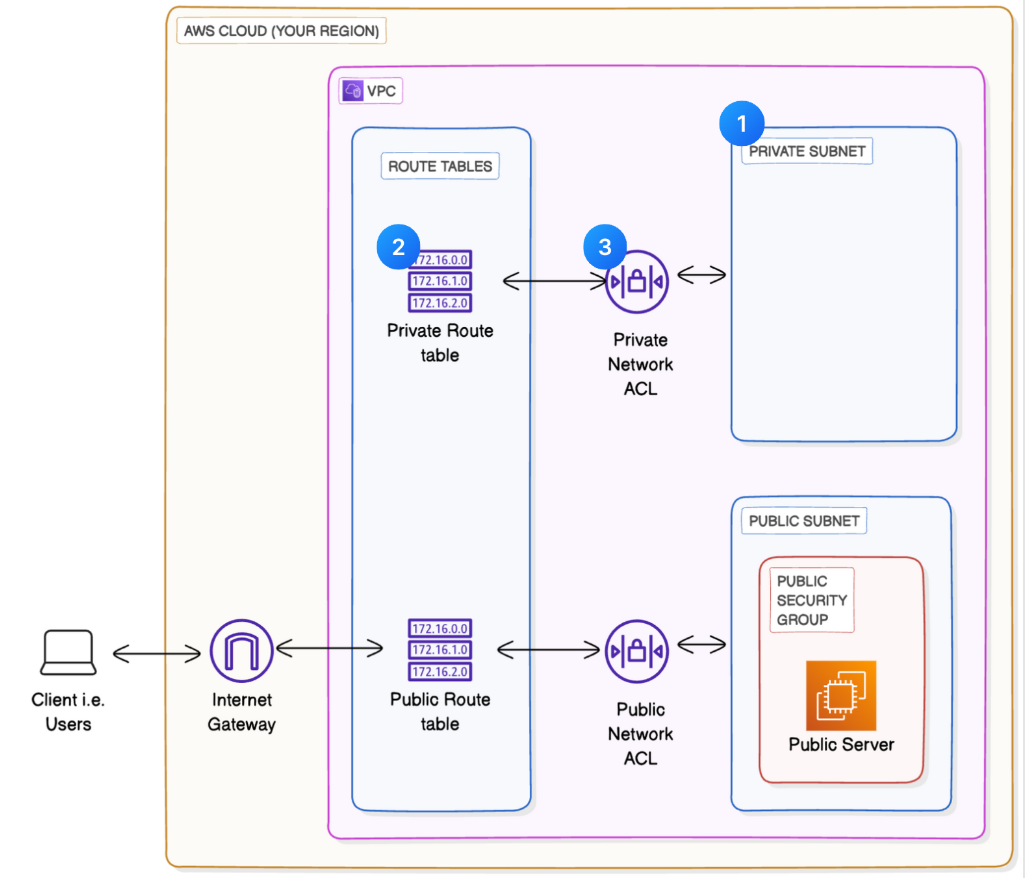 AWS CLOUD (YOUR REGION)
VPC
1
PRIVATE SUBNET
ROUTE TABLES
2
172.16.0.0
172.16.1.0
172.16.2.0
Private Route
table
3
Private
Network
ACL
PUBLIC SUBNET
PUBLIC
SECURITY
GROUP
Public Server
172.16.0.0
172.16.1.0
172.16.2.0
Public Route
table
Public
Network
ACL
Internet
Gateway
Client i.e.
Users